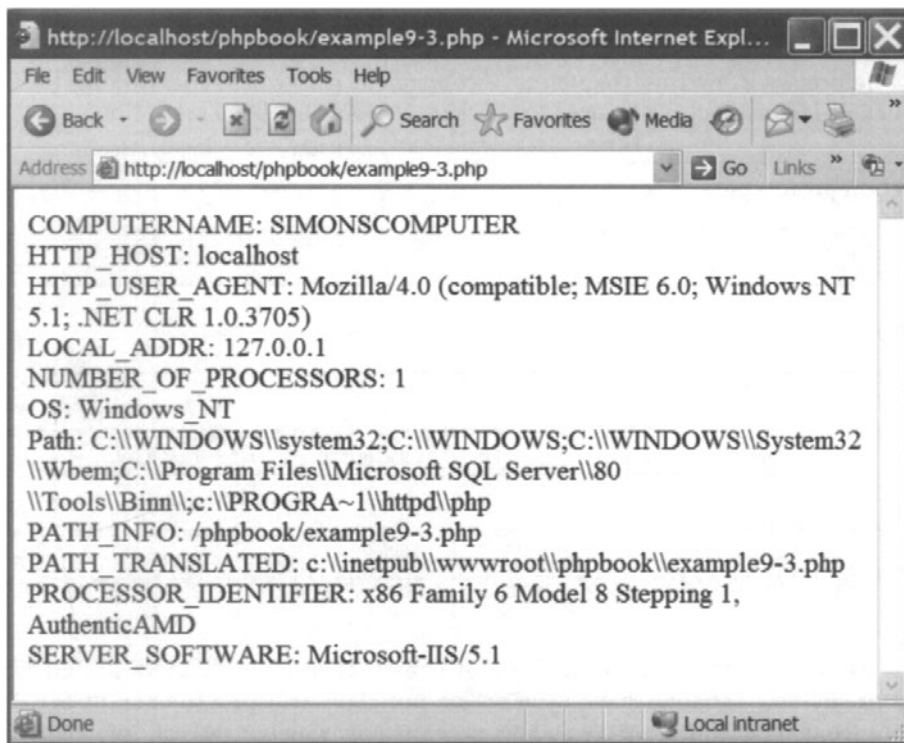 http://localhost/phpbook/example9-3.php - Microsoft Internet Expl...
File Edit View Favorites Tools Help
Back Search Favorites Media »
Address http://localhost/phpbook/example9-3.php Go Links »
COMPUTERNAME: SIMONSCOMPUTER
HTTP_HOST: localhost
HTTP_USER_AGENT: Mozilla/4.0 (compatible; MSIE 6.0; Windows NT
5.1; .NET CLR 1.0.3705)
LOCAL_ADDR: 127.0.0.1
NUMBER_OF_PROCESSORS: 1
OS: Windows_NT
Path: C:\\WINDOWS\\system32;C:\\WINDOWS;C:\\WINDOWS\\System32
\\Wbem;C:\\Program Files\\Microsoft SQL Server\\80
\\Tools\\Binn\\;c:\\PROGRA~1\\httpd\\php
PATH_INFO: /phpbook/example9-3.php
PATH_TRANSLATED: c:\\inetpub\\wwwroot\\phpbook\\example9-3.php
PROCESSOR_IDENTIFIER: x86 Family 6 Model 8 Stepping 1,
AuthenticAMD
SERVER_SOFTWARE: Microsoft-IIS/5.1
Done Local intranet